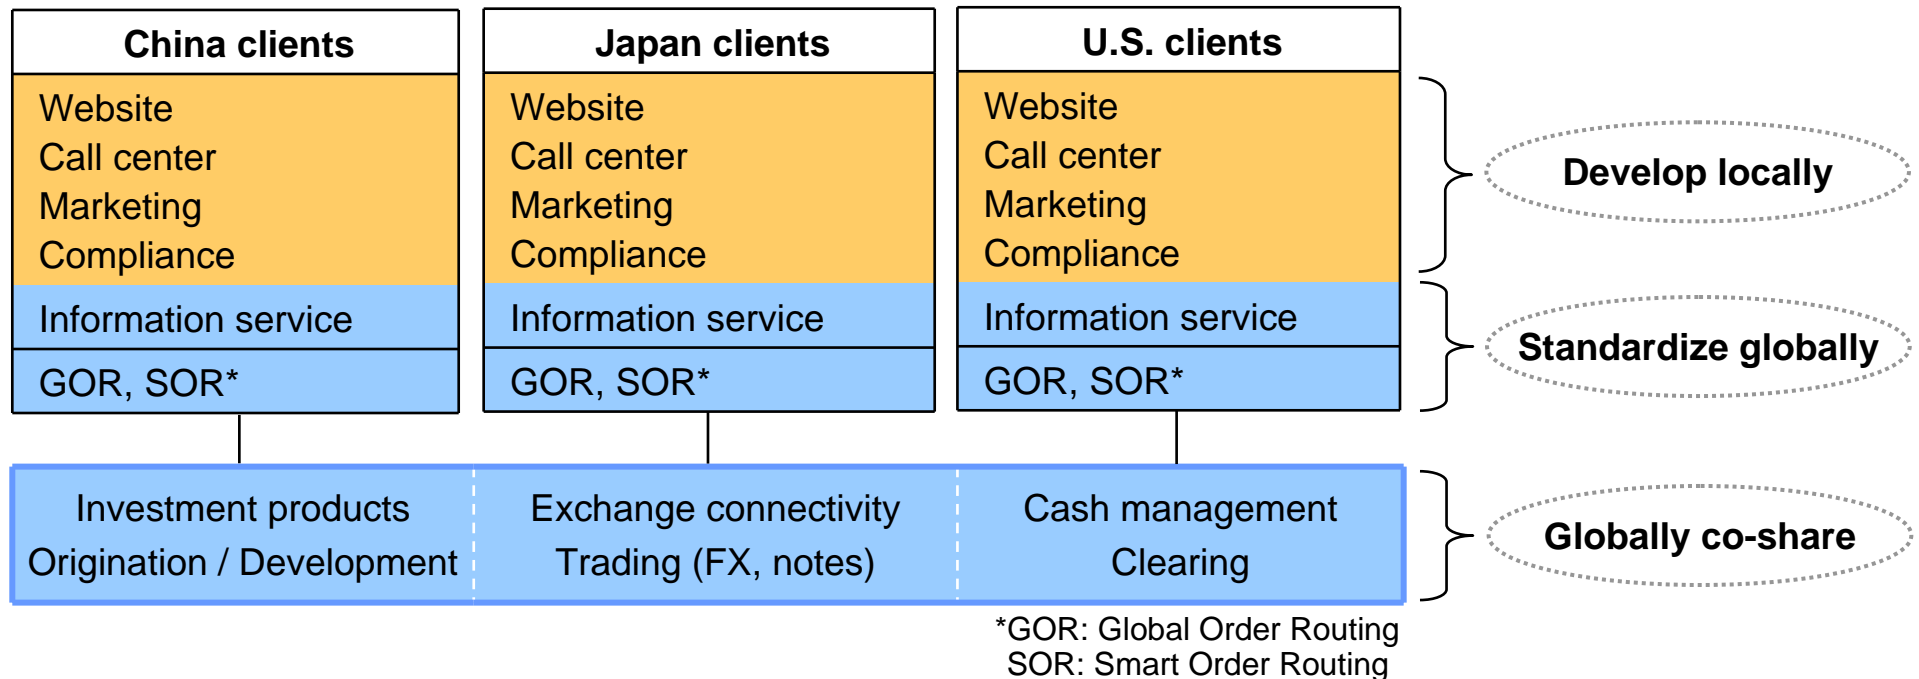 China clients
Website
Call center
Marketing
Compliance
Information service
GOR, SOR*
Japan clients
Website
Call center
Marketing
Compliance
Information service
GOR, SOR*
U.S. clients
Website
Call center
Marketing
Compliance
Information service
GOR, SOR*
Develop locally
Standardize globally
Investment products
Origination / Development
Exchange connectivity
Trading (FX, notes)
Cash management
Clearing
Globally co-share
*GOR: Global Order Routing
SOR: Smart Order Routing